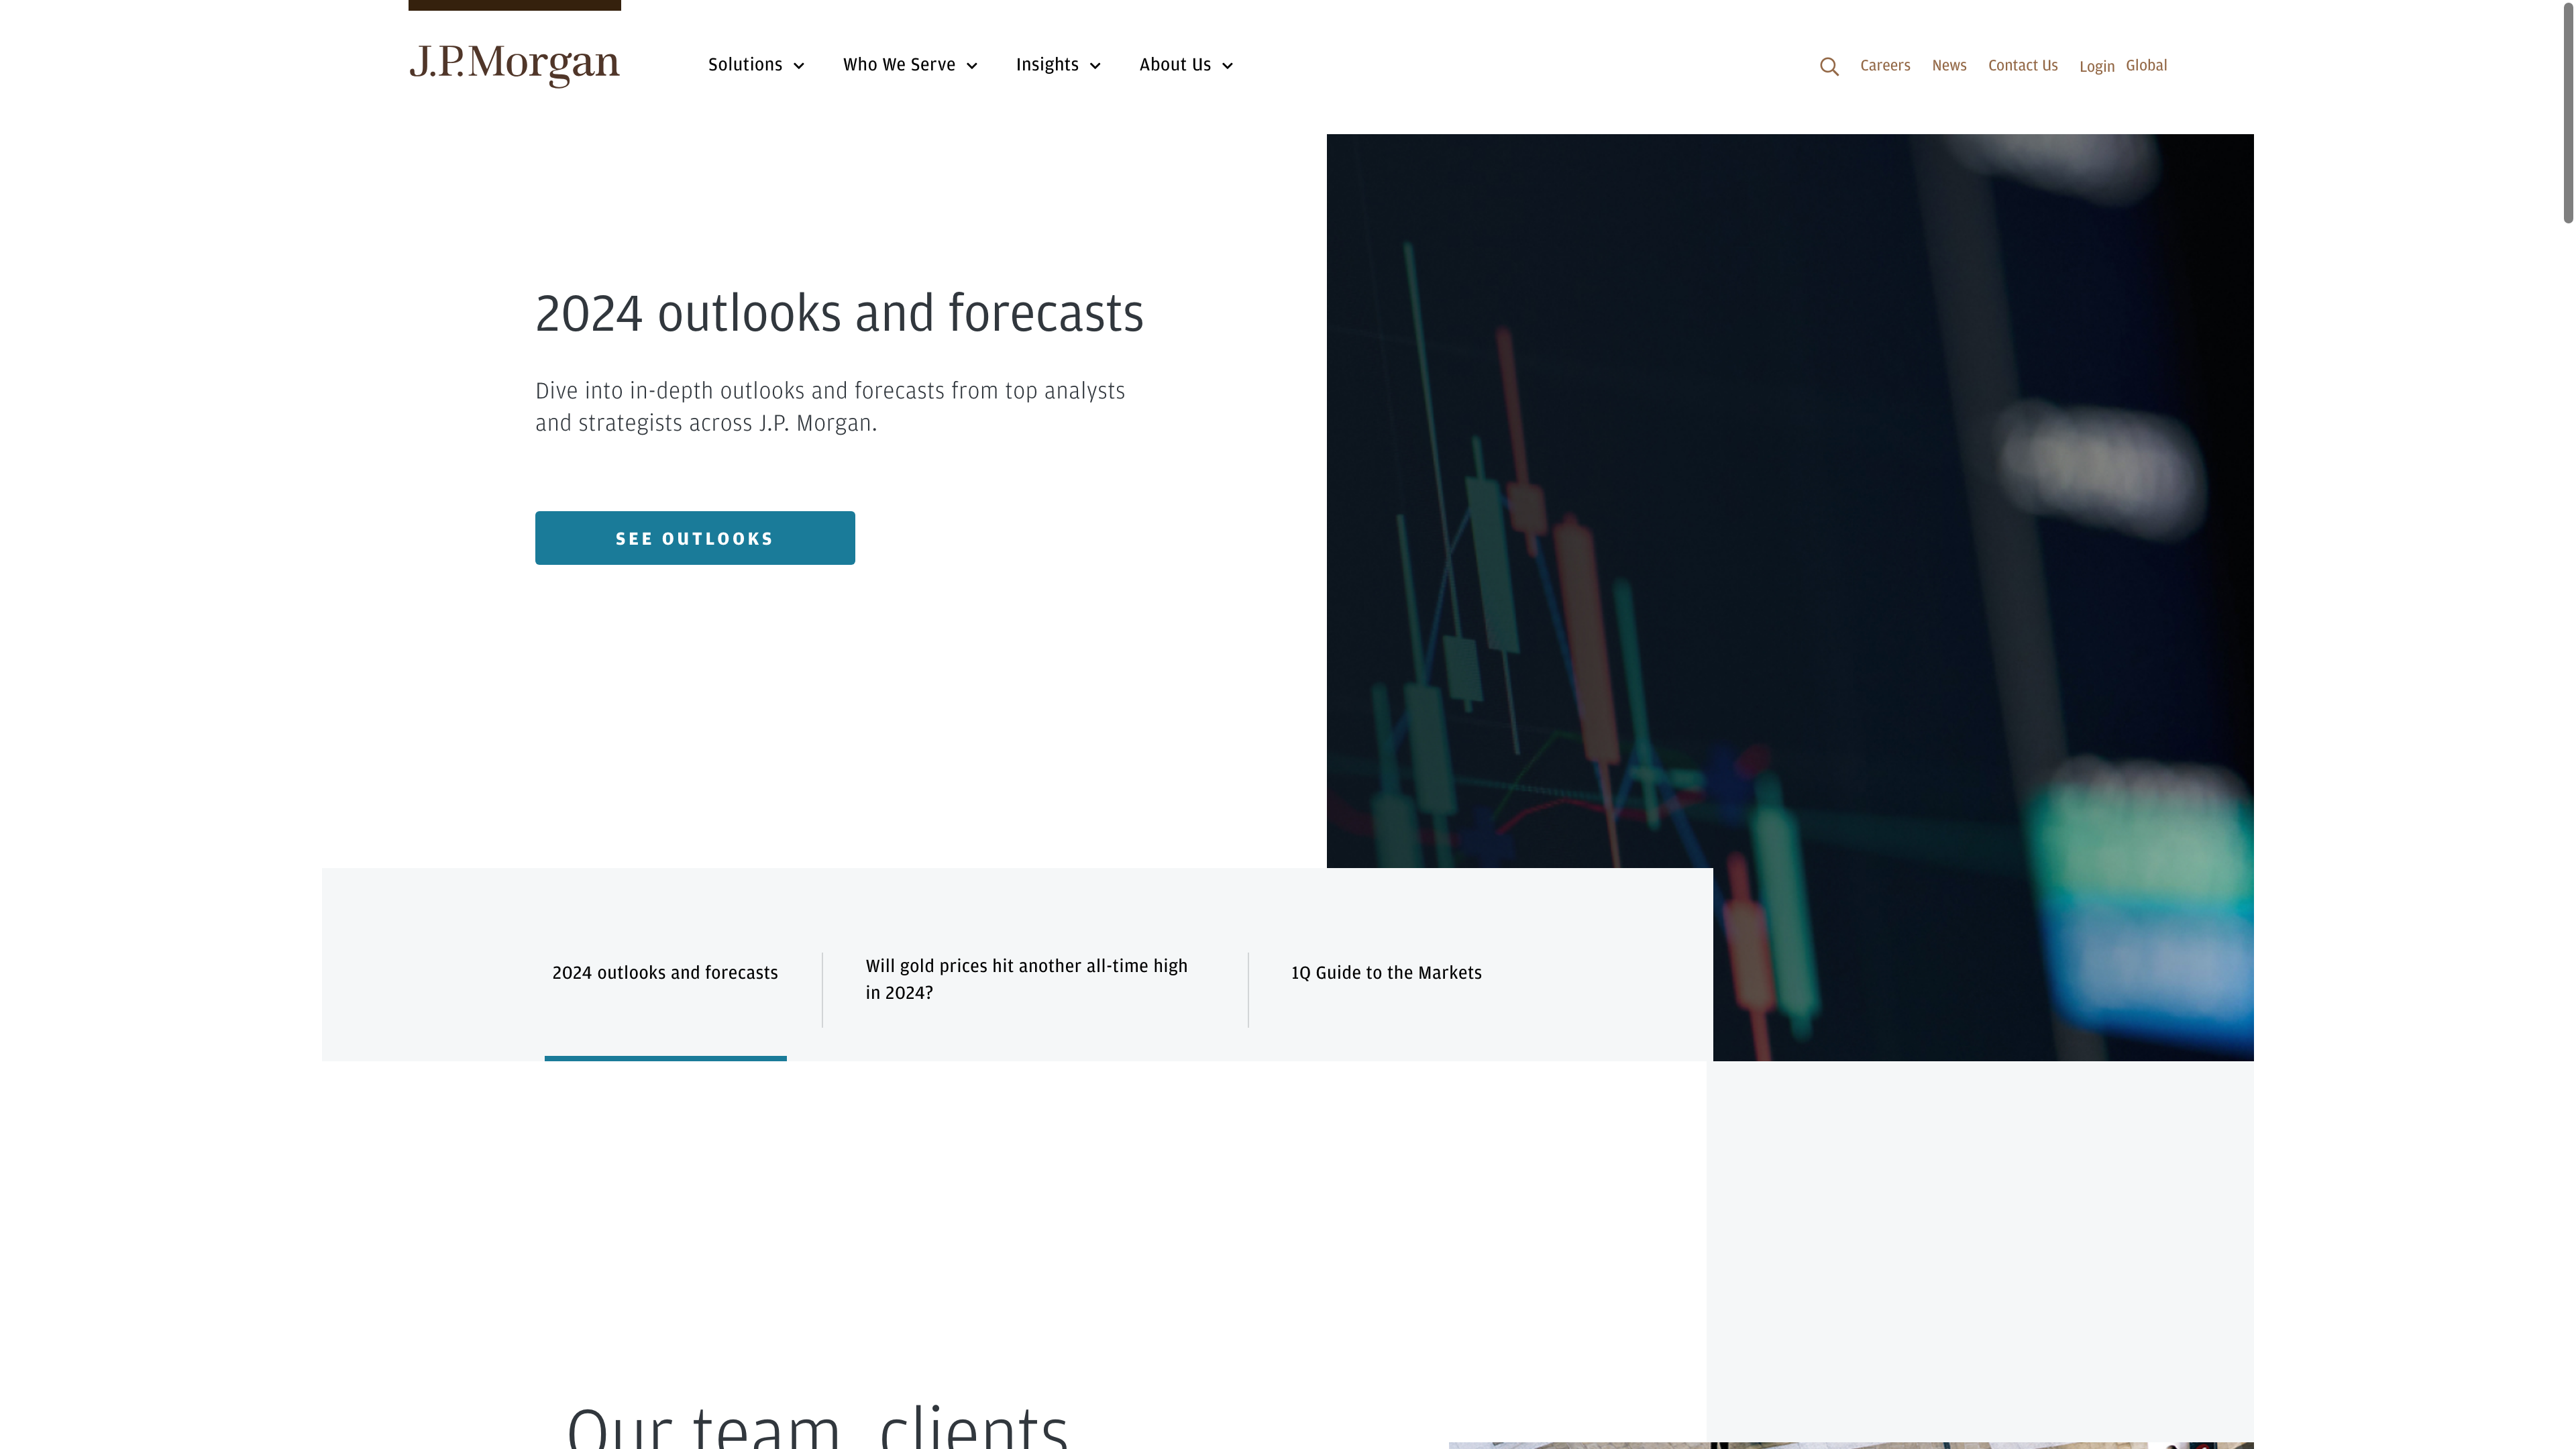 J.P.Morgan
Solutions
Who We Serve
Insights
About Us
Careers
News
Contact Us
Login
Global
2024 outlooks and forecasts
Dive into in-depth outlooks and forecasts from top analysts
and strategists across J.P. Morgan.
SEE OUTLOOKS
2024 outlooks and forecasts
Will gold prices hit another all-time high
in 2024?
1Q Guide to the Markets
Our team, clients